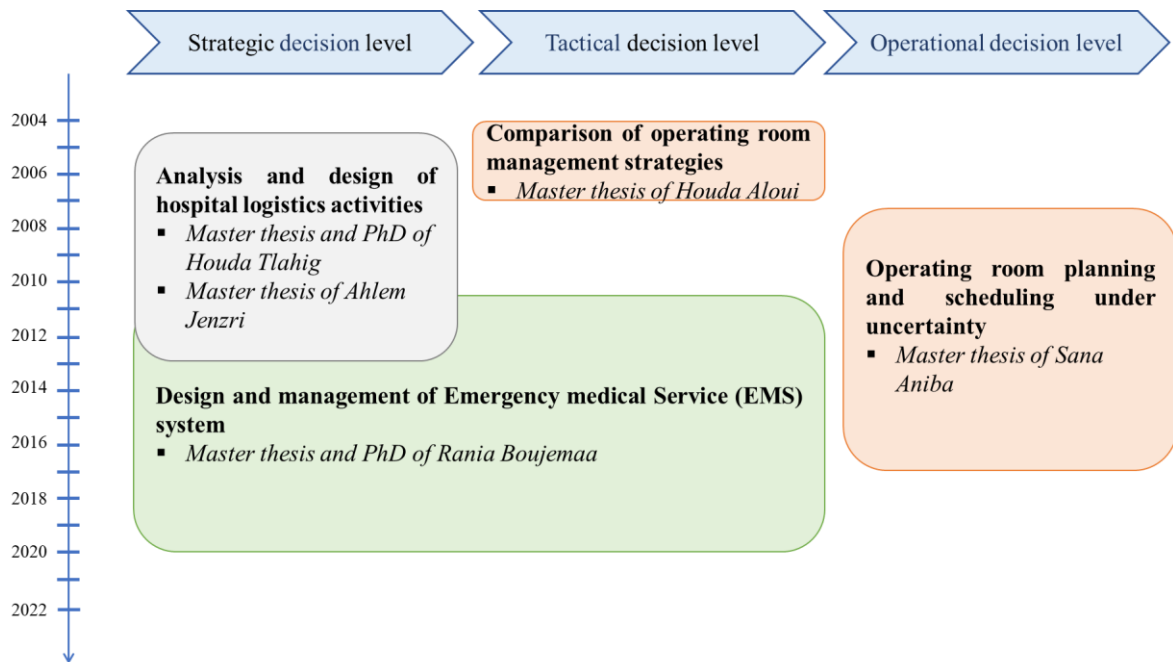 Strategic decision level
Tactical decision level
Operational decision level
2004
2006
2008
2010
2012
2014
2016
2018
2020
2022
Analysis and design of
hospital logistics activities
▪ Master thesis and PhD of
Houda Tlahig
▪ Master thesis of Ahlem
Jenzri
Comparison of operating room
management strategies
▪ Master thesis of Houda Aloui
Operating room planning
and scheduling under
uncertainty
▪ Master thesis of Sana
Aniba
Design and management of Emergency medical Service (EMS)
system
▪ Master thesis and PhD of Rania Boujemaa